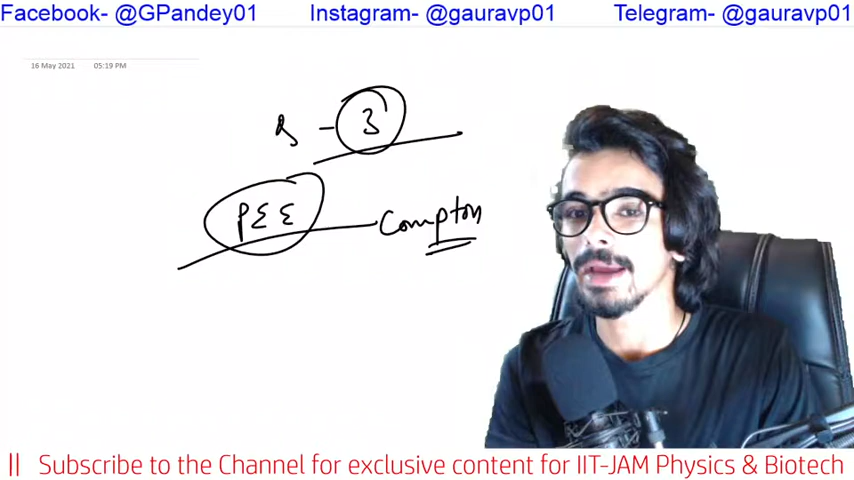 Facebook- @GPandey01 Instagram- @gauravp01 Telegram- @gauravp01
16 May 2021 05:19 PM
3
PEE Compton
|| Subscribe to the Channel for exclusive content for IIT-JAM Physics & Biotech